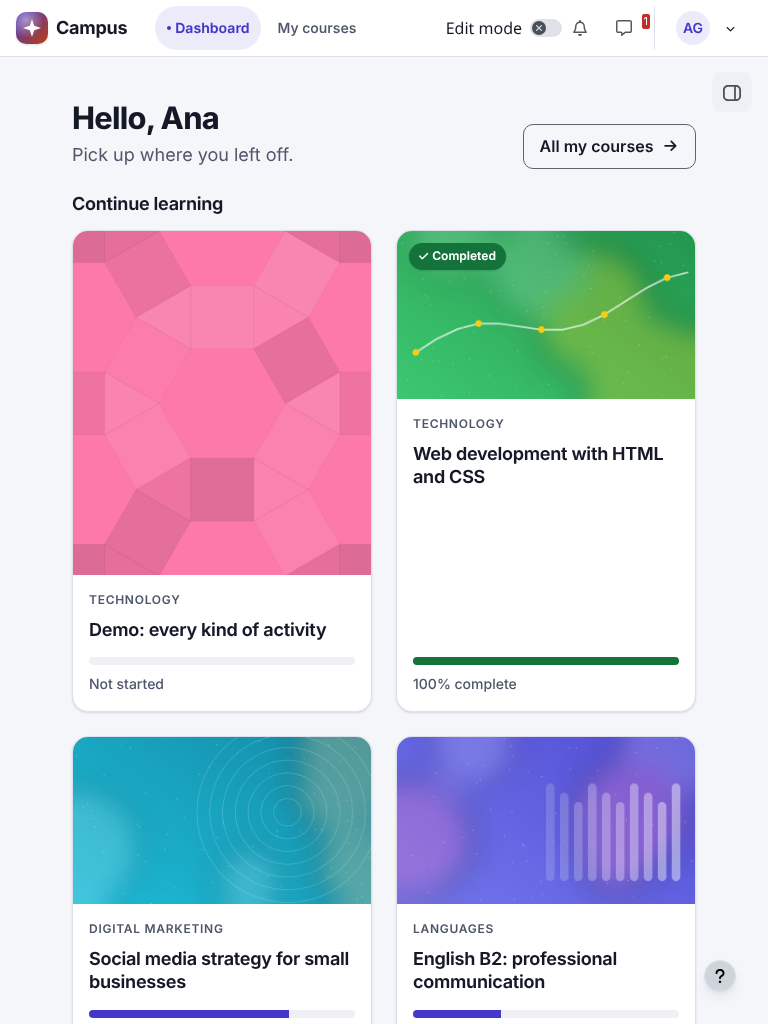 Campus
Dashboard
My courses
Edit mode
1
AG
Hello, Ana
Pick up where you left off.
All my courses
Continue learning
Completed
TECHNOLOGY
Demo: every kind of activity
Not started
TECHNOLOGY
Web development with HTML
and CSS
100% complete
DIGITAL MARKETING
Social media strategy for small
businesses
LANGUAGES
English B2: professional
communication
?